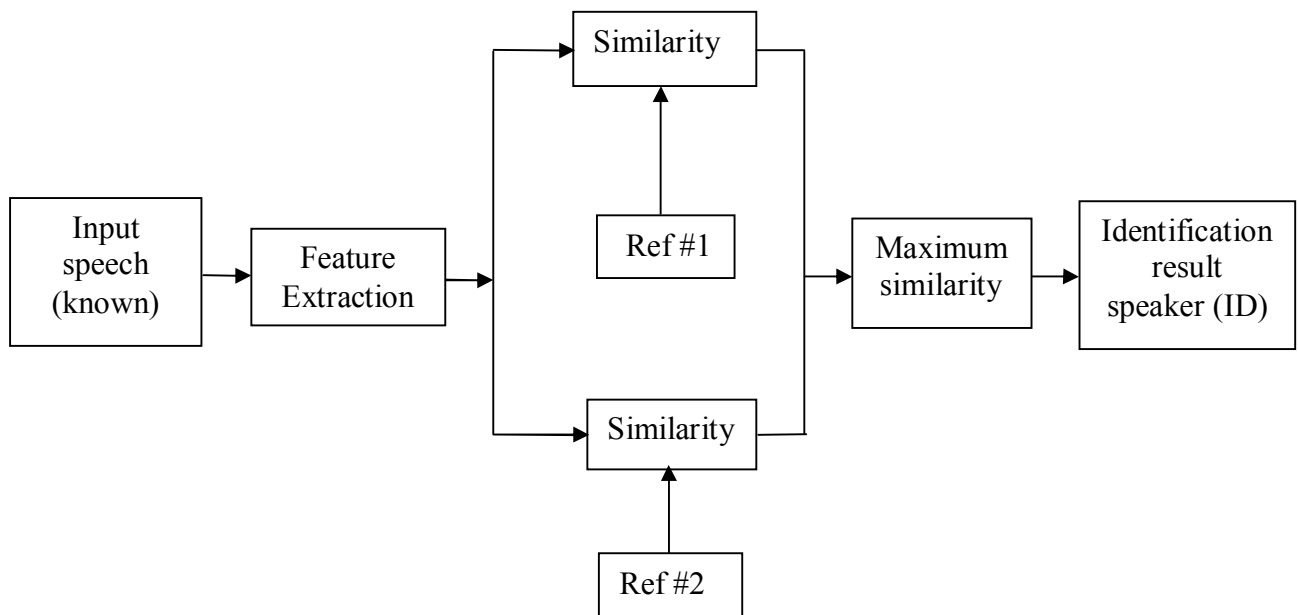 Similarity
Input
speech
(known)
Feature
Extraction
Ref #1
Maximum
similarity
Identification
result
speaker (ID)
Similarity
Ref #2